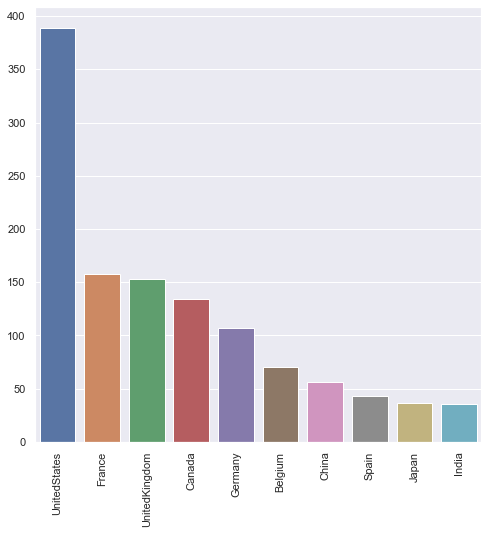 400
350
300
250
200
150
100
50
0
UnitedStates
France
UnitedKingdom
Canada
Germany
Belgium
China
Spain
Japan
India